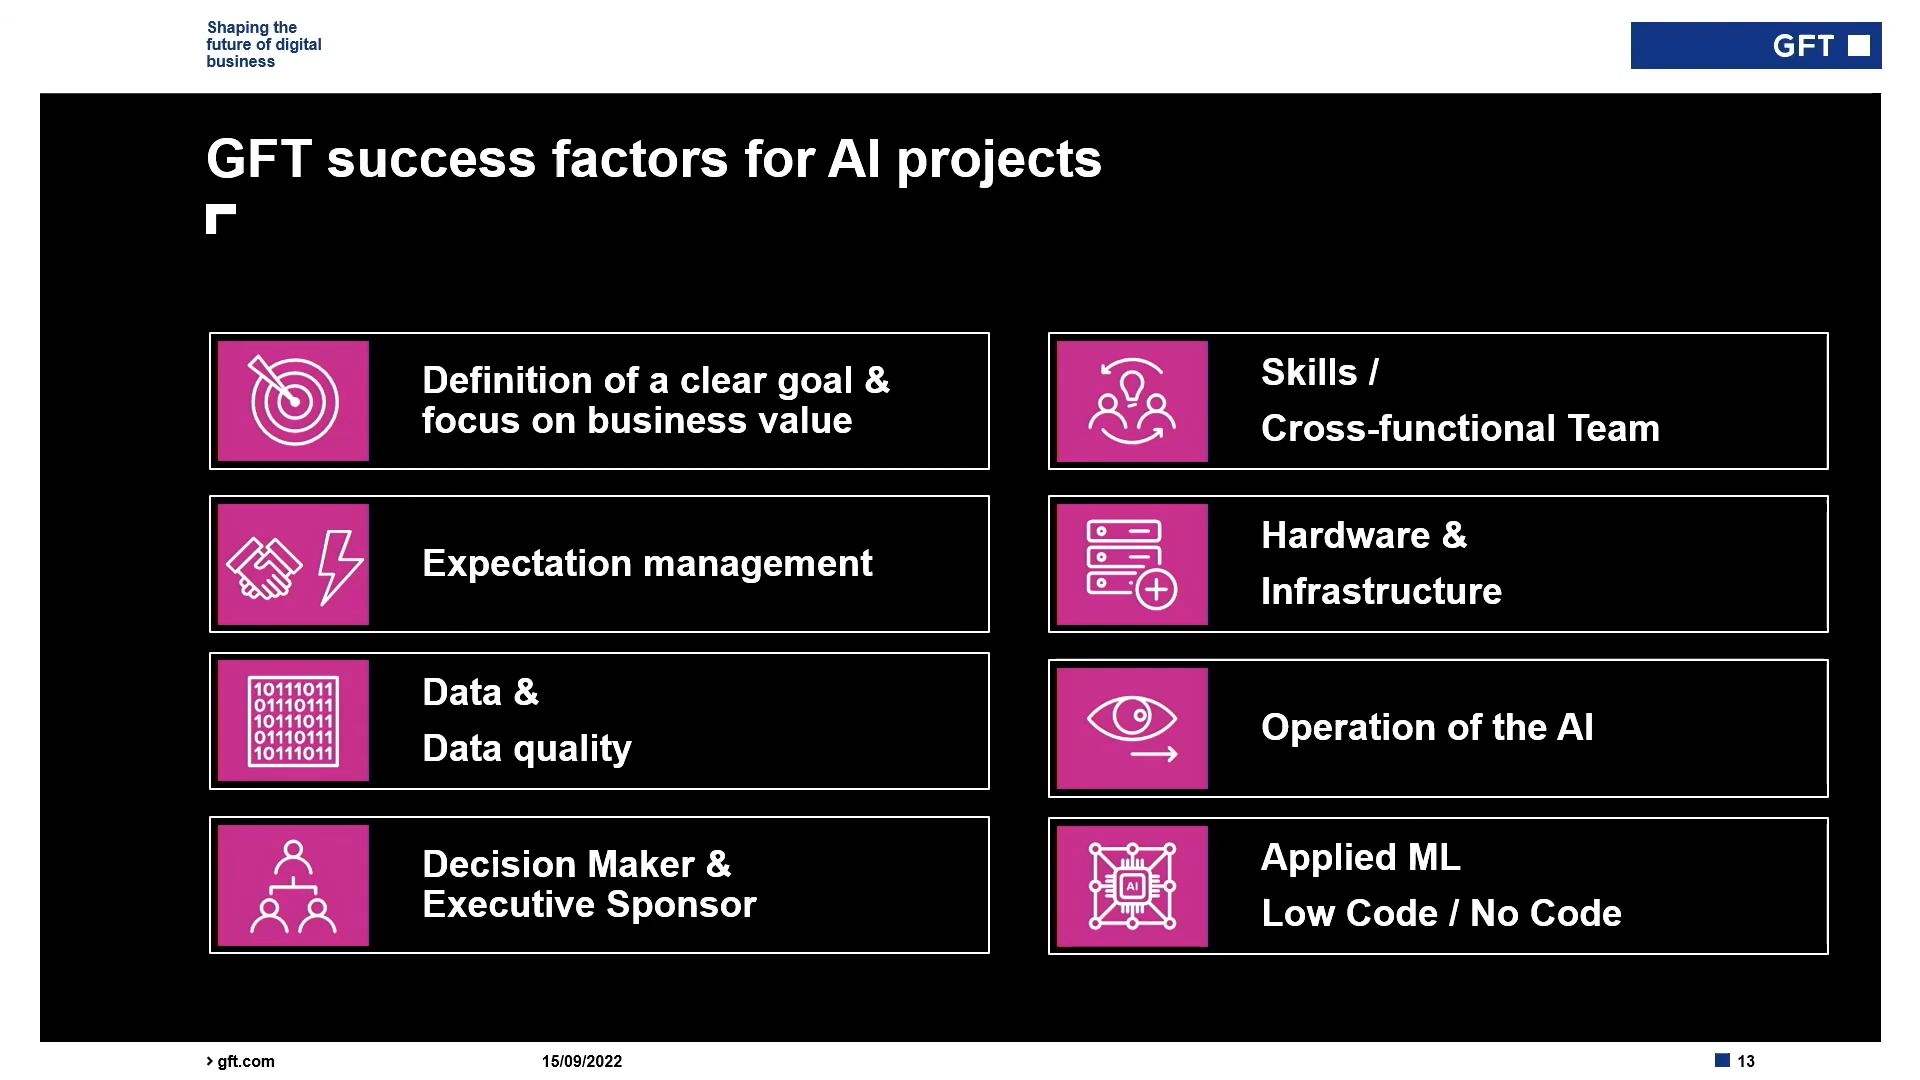 Shaping the
future of digital
business
GFT
GFT success factors for AI projects
Definition of a clear goal &
focus on business value
Expectation management
10111011
01110111
10111011
01110111
10111011
Data &
Data quality
Decision Maker &
Executive Sponsor
Skills /
Cross-functional Team
Hardware &
Infrastructure
Operation of the AI
AI
Applied ML
Low Code / No Code
> gft.com
15/09/2022
13